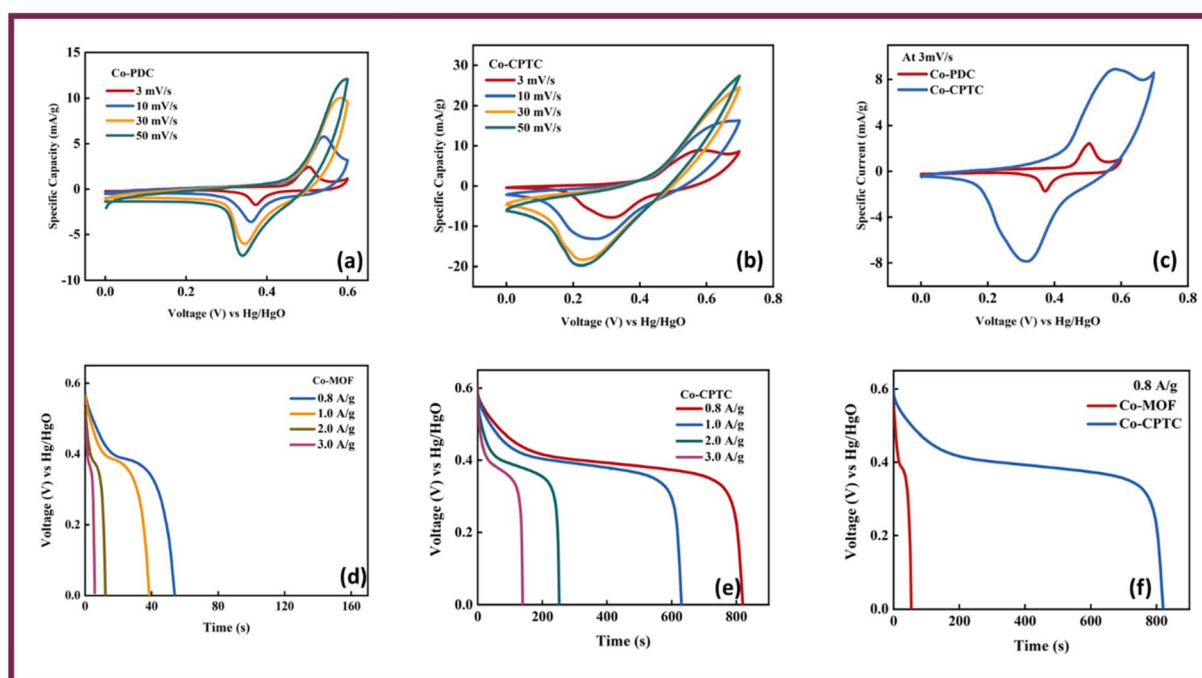 15
10
5
0
-5
-10
Specific Capacity (mA/g)
Co-PDC
3 mV/s
10 mV/s
30 mV/s
50 mV/s
(a)
0.0 0.2 0.4 0.6
Voltage (V) vs Hg/HgO
30
20
10
0
-10
-20
Specific Capacity (mA/g)
Co-CPTC
3 mV/s
10 mV/s
30 mV/s
50 mV/s
(b)
0.0 0.2 0.4 0.6 0.8
Voltage (V) vs Hg/HgO
8
4
0
-4
-8
Specific Current (mA/g)
At 3mV/s
Co-PDC
Co-CPTC
(c)
0.0 0.2 0.4 0.6 0.8
Voltage (V) vs Hg/HgO
0.6
0.4
0.2
0.0
Voltage (V) vs Hg/HgO
Co-MOF
0.8 A/g
1.0 A/g
2.0 A/g
3.0 A/g
(d)
0 40 80 120 160
Time (s)
0.6
0.4
0.2
0.0
Voltage (V) vs Hg/HgO
Co-CPTC
0.8 A/g
1.0 A/g
2.0 A/g
3.0 A/g
(e)
0 200 400 600 800
Time (s)
0.6
0.4
0.2
0.0
Voltage (V) vs Hg/HgO
0.8 A/g
Co-MOF
Co-CPTC
(f)
0 200 400 600 800
Time (s)